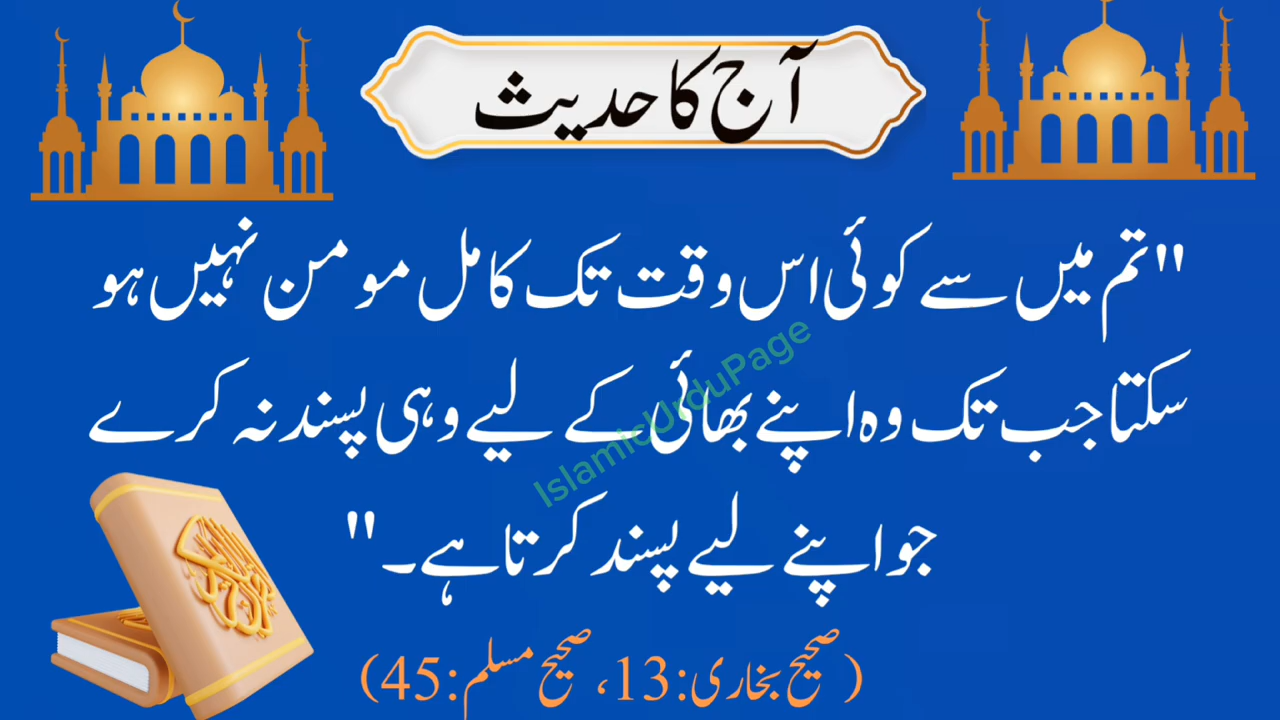 آج کا حدیث
"تم میں سے کوئی اس وقت تک کامل مومن نہیں ہو
سکتا جب تک وہ اپنے بھائی کے لیے وہی پسند نہ کرے
جو اپنے لیے پسند کرتا ہے۔"
(صحیح بخاری:13، صحیح مسلم:45)
IslamicUrduPage